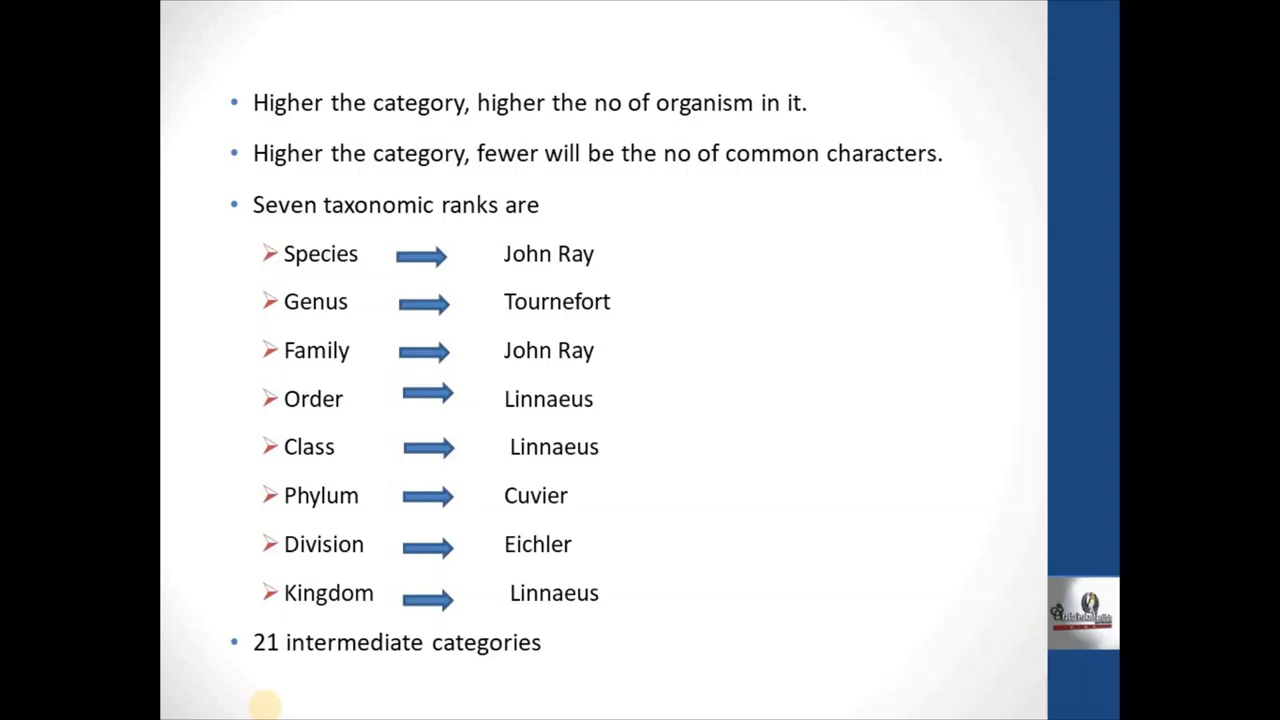 Higher the category, higher the no of organism in it.
Higher the category, fewer will be the no of common characters.
Seven taxonomic ranks are
Species John Ray
Genus Tournefort
Family John Ray
Order Linnaeus
Class Linnaeus
Phylum Cuvier
Division Eichler
Kingdom Linnaeus
21 intermediate categories